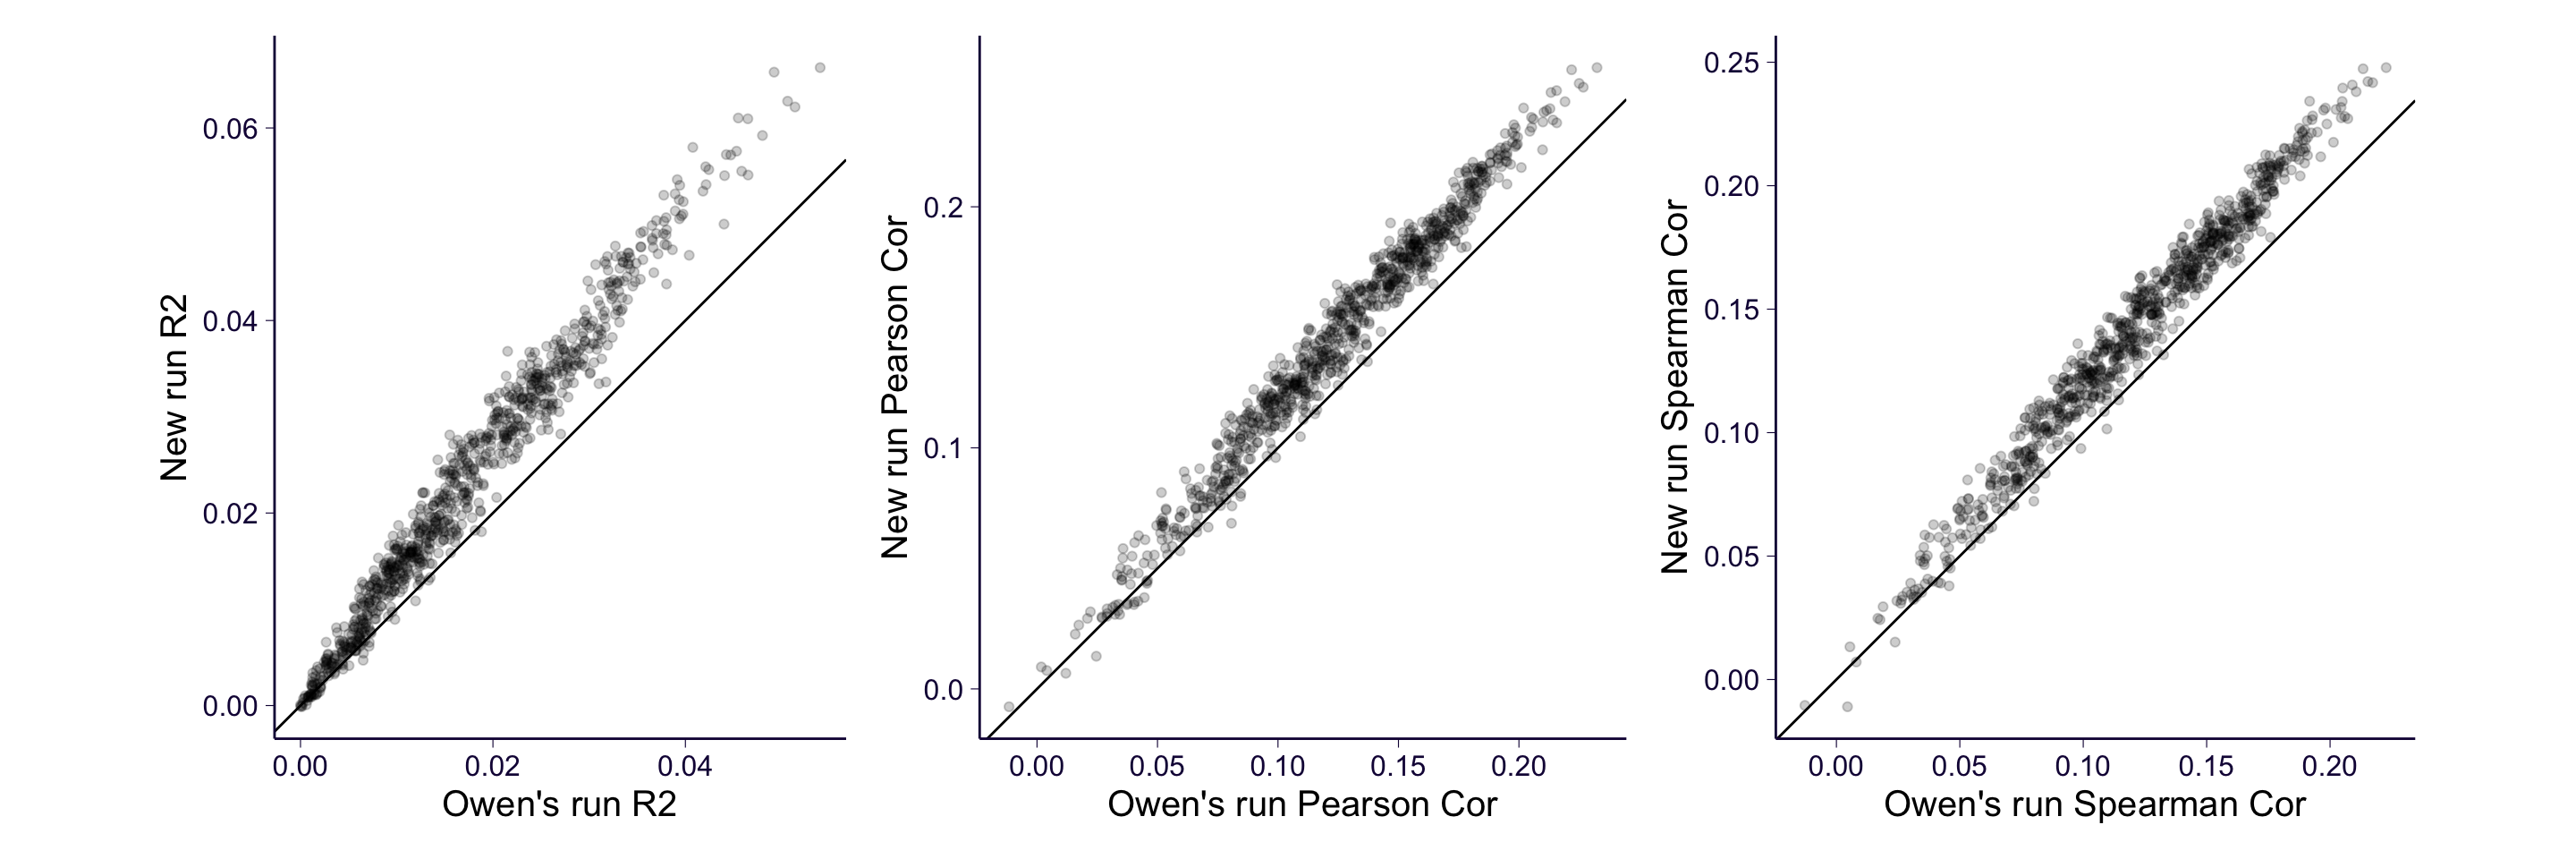 New run R2
0.06
0.04
0.02
0.00
0.00 0.02 0.04
Owen's run R2
New run Pearson Cor
0.2
0.1
0.0
0.00 0.05 0.10 0.15 0.20
Owen's run Pearson Cor
New run Spearman Cor
0.25
0.20
0.15
0.10
0.05
0.00
0.00 0.05 0.10 0.15 0.20
Owen's run Spearman Cor